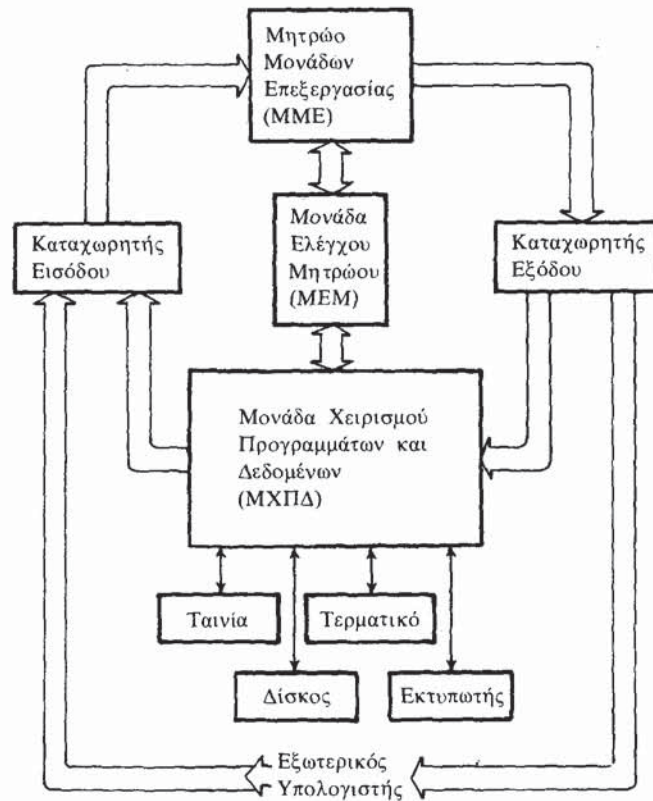 Μητρώο
Μονάδων
Επεξεργασίας
(ΜΜΕ)
Καταχωρητής
Εισόδου
Μονάδα
Ελέγχου
Μητρώου
(ΜΕΜ)
Καταχωρητής
Εξόδου
Μονάδα Χειρισμού
Προγραμμάτων και
Δεδομένων
(ΜΧΠΔ)
Ταινία
Τερματικό
Δίσκος
Εκτυπωτής
Εξωτερικός
Υπολογιστής